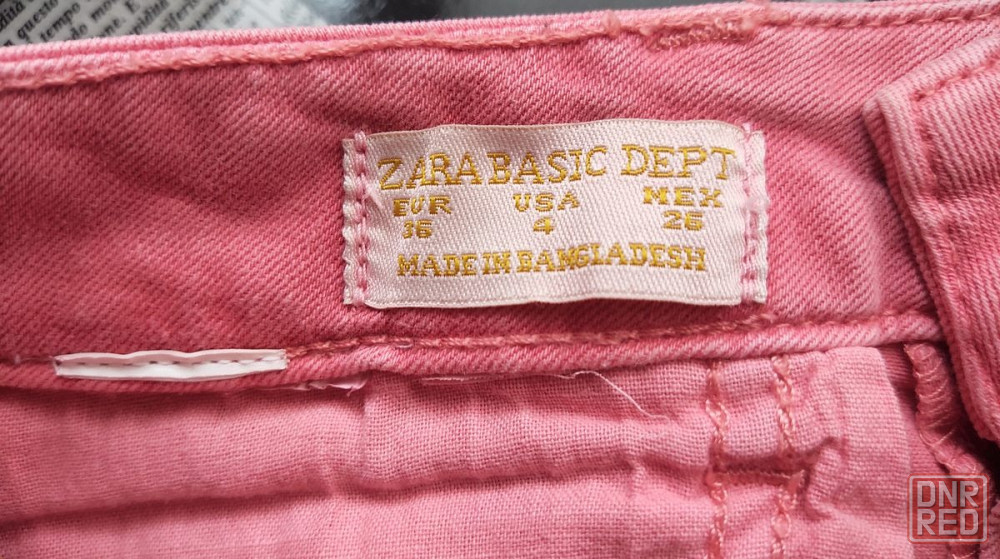 ZARA BASIC DEPT
EUR USA MEX
36 4 26
MADE IN BANGLADESH
DNR
RED